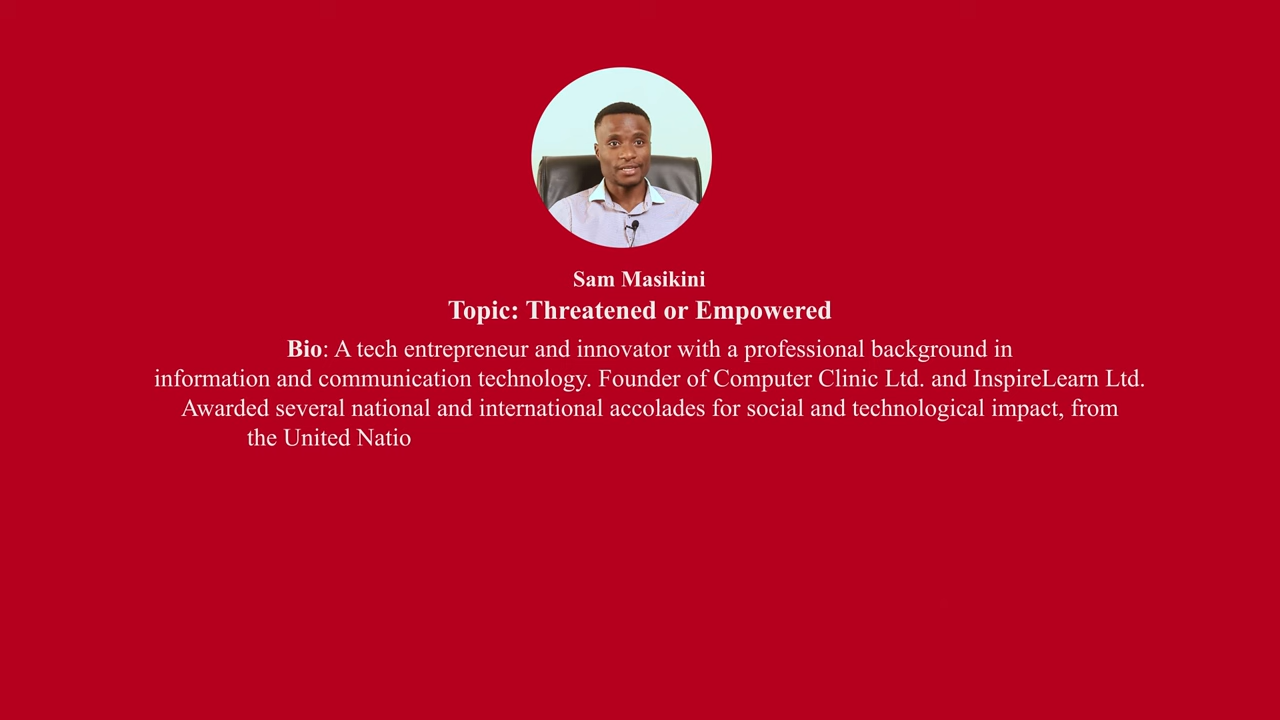 Sam Masikini
Topic: Threatened or Empowered
Bio: A tech entrepreneur and innovator with a professional background in
information and communication technology. Founder of Computer Clinic Ltd. and InspireLearn Ltd.
Awarded several national and international accolades for social and technological impact, from
the United Natio